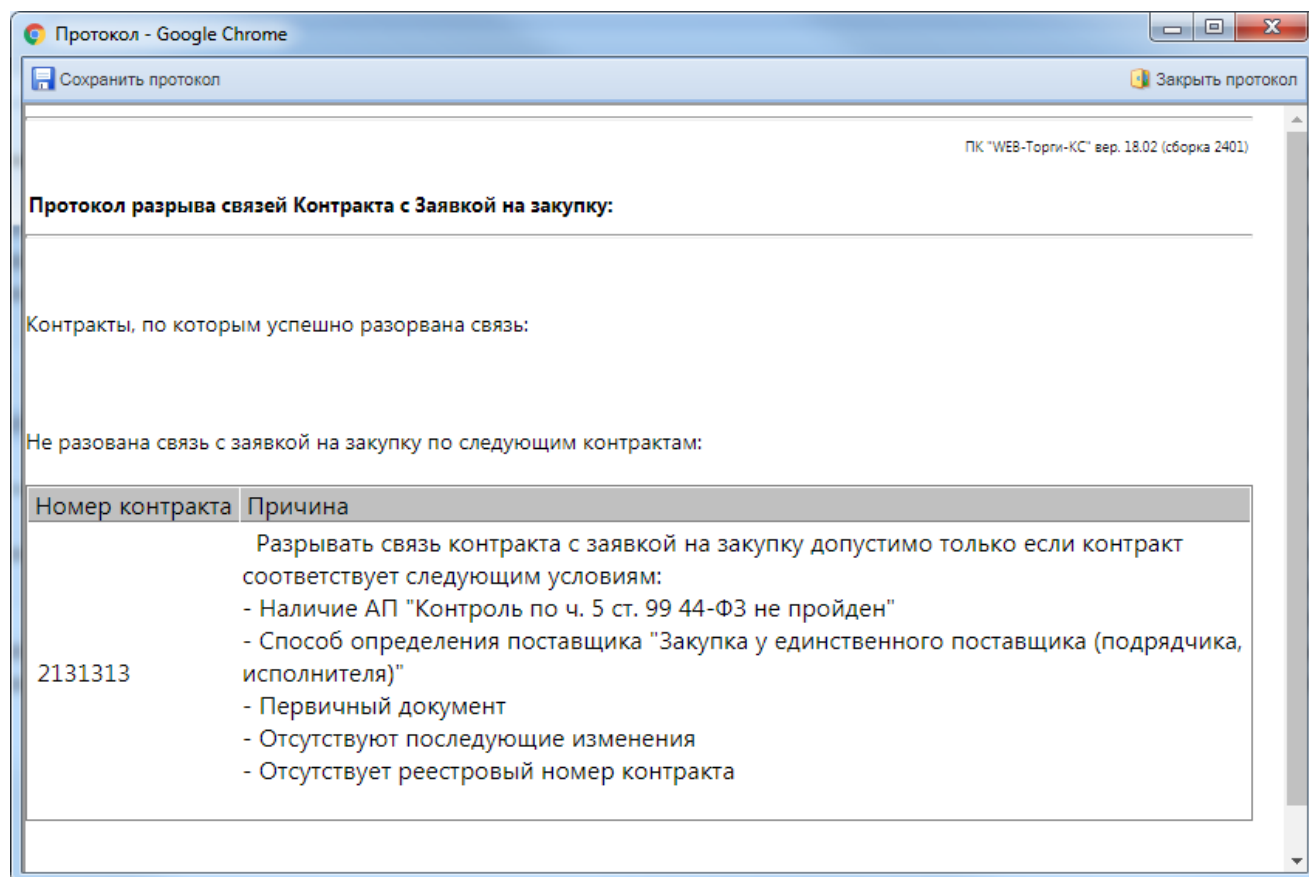 Протокол - Google Chrome
Сохранить протокол
Закрыть протокол
ПК "WEB-Торги-КС" вер. 18.02 (сборка 2401)
Протокол разрыва связей Контракта с Заявкой на закупку:
Контракты, по которым успешно разорвана связь:
Не разована связь с заявкой на закупку по следующим контрактам:
Номер контракта Причина
Разрывать связь контракта с заявкой на закупку допустимо только если контракт
соответствует следующим условиям:
- Наличие АП "Контроль по ч. 5 ст. 99 44-ФЗ не пройден"
- Способ определения поставщика "Закупка у единственного поставщика (подрядчика,
2131313 исполнителя)"
- Первичный документ
- Отсутствуют последующие изменения
- Отсутствует реестровый номер контракта